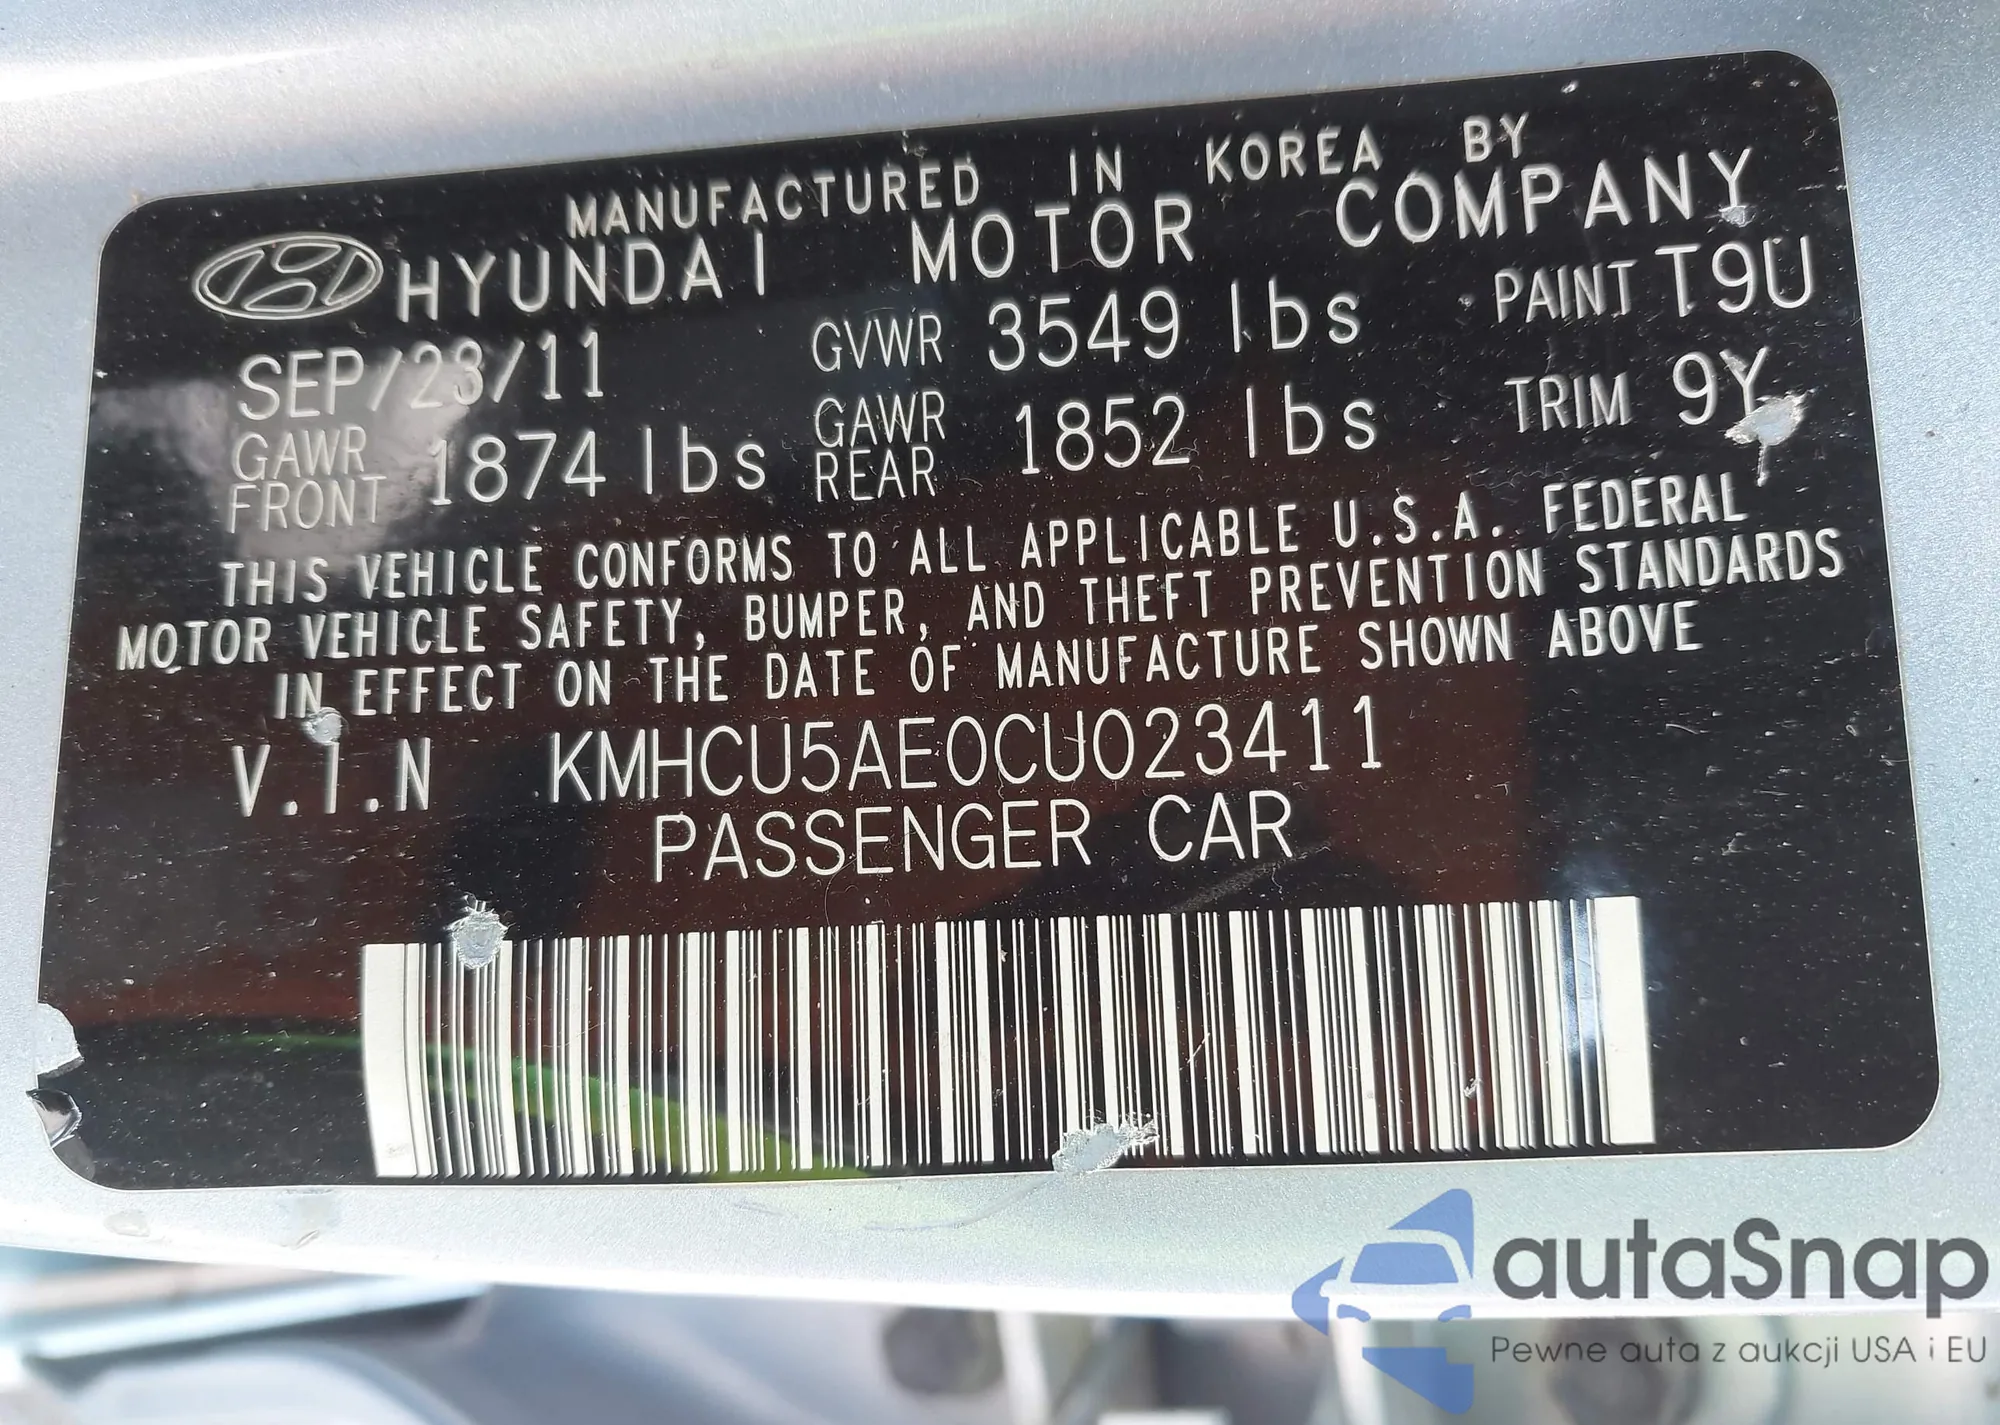 MANUFACTURED IN KOREA BY
HYUNDAI MOTOR COMPANY
SEP/23/11 GVWR 3549 lbs PAINT T9U
GAWR FRONT 1874 lbs GAWR REAR 1852 lbs TRIM 9Y
THIS VEHICLE CONFORMS TO ALL APPLICABLE U.S.A. FEDERAL
MOTOR VEHICLE SAFETY, BUMPER, AND THEFT PREVENTION STANDARDS
IN EFFECT ON THE DATE OF MANUFACTURE SHOWN ABOVE
V.I.N KMHCU5AE0CU023411
PASSENGER CAR
autaSnap
Pewne auta z aukcji USA i EU